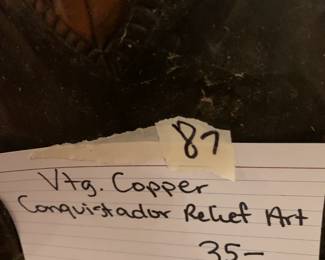 87
Vtg. Copper
Conquistador Relief Art
35-